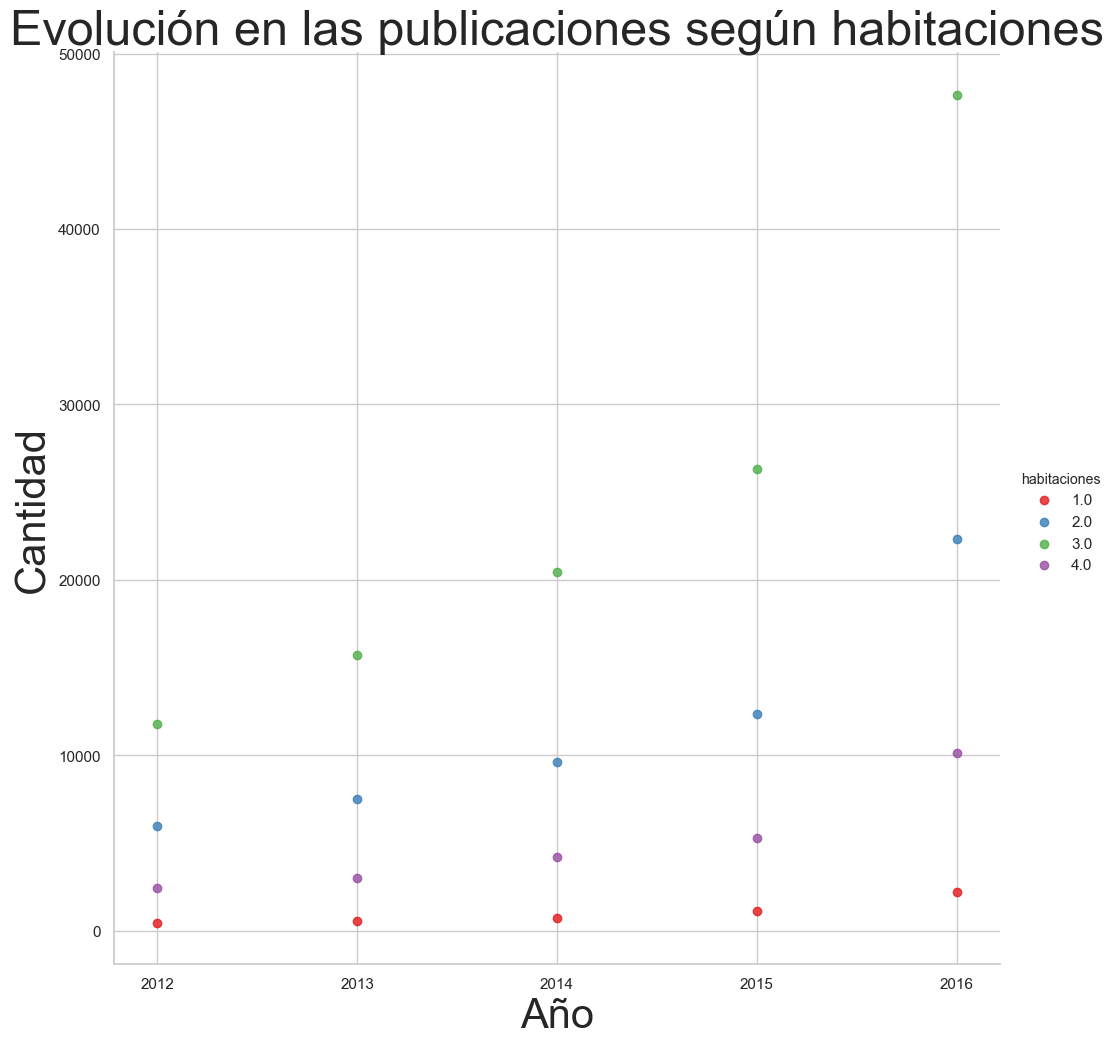 Evolución en las publicaciones según habitaciones
50000
40000
30000
20000
10000
0
Cantidad
2012 2013 2014 2015 2016
Año
habitaciones
1.0
2.0
3.0
4.0